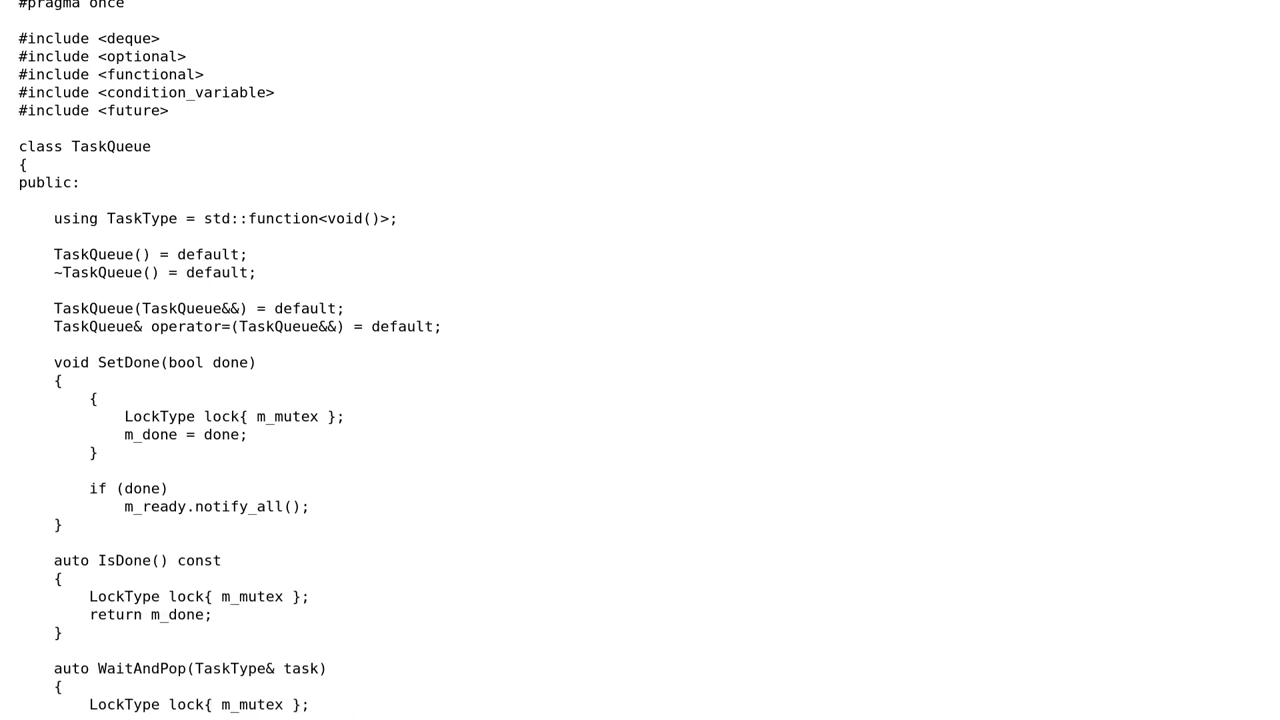 #pragma once

#include <deque>
#include <optional>
#include <functional>
#include <condition_variable>
#include <future>

class TaskQueue
{
public:

    using TaskType = std::function<void()>;

    TaskQueue() = default;
    ~TaskQueue() = default;

    TaskQueue(TaskQueue&&) = default;
    TaskQueue& operator=(TaskQueue&&) = default;

    void SetDone(bool done)
    {
        {
            LockType lock{ m_mutex };
            m_done = done;
        }

        if (done)
            m_ready.notify_all();
    }

    auto IsDone() const
    {
        LockType lock{ m_mutex };
        return m_done;
    }

    auto WaitAndPop(TaskType& task)
    {
        LockType lock{ m_mutex };